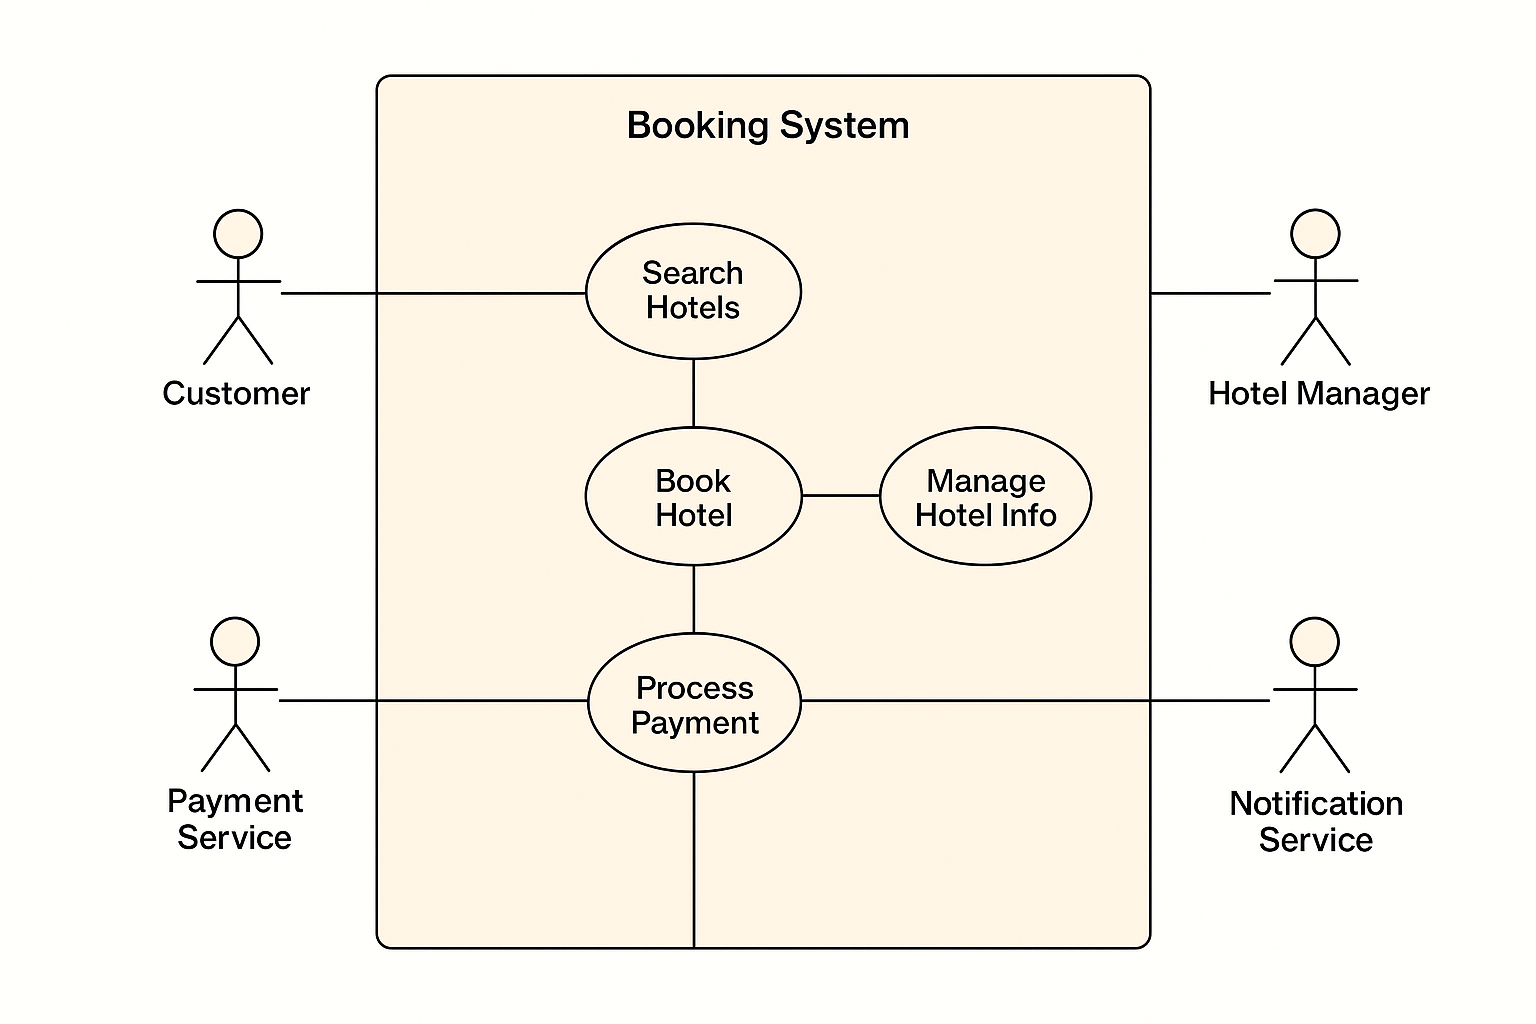 Booking System
Search
Hotels
Customer
Hotel Manager
Book
Hotel
Manage
Hotel Info
Process
Payment
Payment
Service
Notification
Service